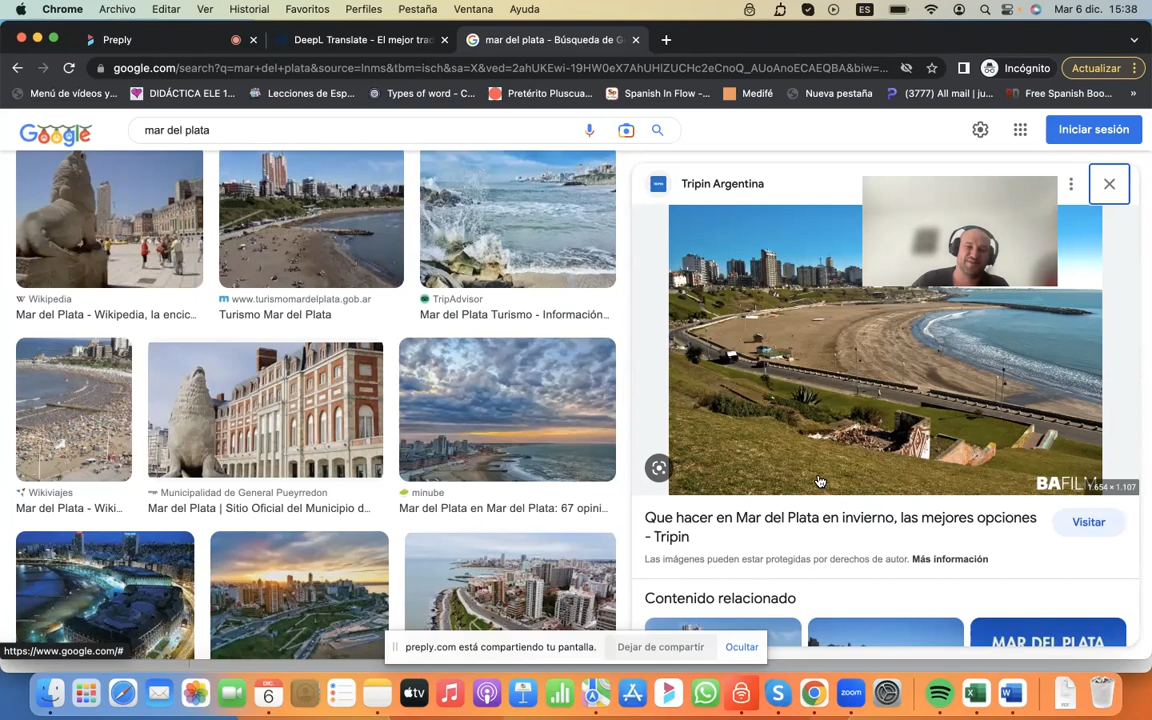 Chrome Archivo Editar Ver Historial Favoritos Perfiles Pestaña Ventana Ayuda ES Mar 6 dic. 15:38
Preply DeepL Translate - El mejor trac mar del plata - Búsqueda de G
google.com/search?q=mar+del+plata&source=lnms&tbm=isch&sa=X&ved=2ahUKEwi-19HW0eX7AhUHIZUCHc2eCnoQ_AUoAnoECAEQBA&biw=... Incógnito Actualizar
Menú de vídeos y... DIDÁCTICA ELE 1... Lecciones de Esp... Types of word - C... Pretérito Pluscua... Spanish In Flow -... Medifé Nueva pestaña (3777) All mail | ju... Free Spanish Boo... »
Google mar del plata Iniciar sesión
Tripin Argentina
Wikipedia www.turismomardelplata.gob.ar TripAdvisor
Mar del Plata - Wikipedia, la encic... Turismo Mar del Plata Mar del Plata Turismo - Información...
BAFILM
1.654 × 1.107
Wikiviajes Municipalidad de General Pueyrredon minube
Mar del Plata - Wiki... Mar del Plata | Sitio Oficial del Municipio d... Mar del Plata en Mar del Plata: 67 opini...
Que hacer en Mar del Plata en invierno, las mejores opciones
- Tripin
Visitar
Las imágenes pueden estar protegidas por derechos de autor. Más información
Contenido relacionado
MAR DEL PLATA
preply.com está compartiendo tu pantalla. Dejar de compartir Ocultar
https://www.google.com/#
DIC.
6
tv
zoom